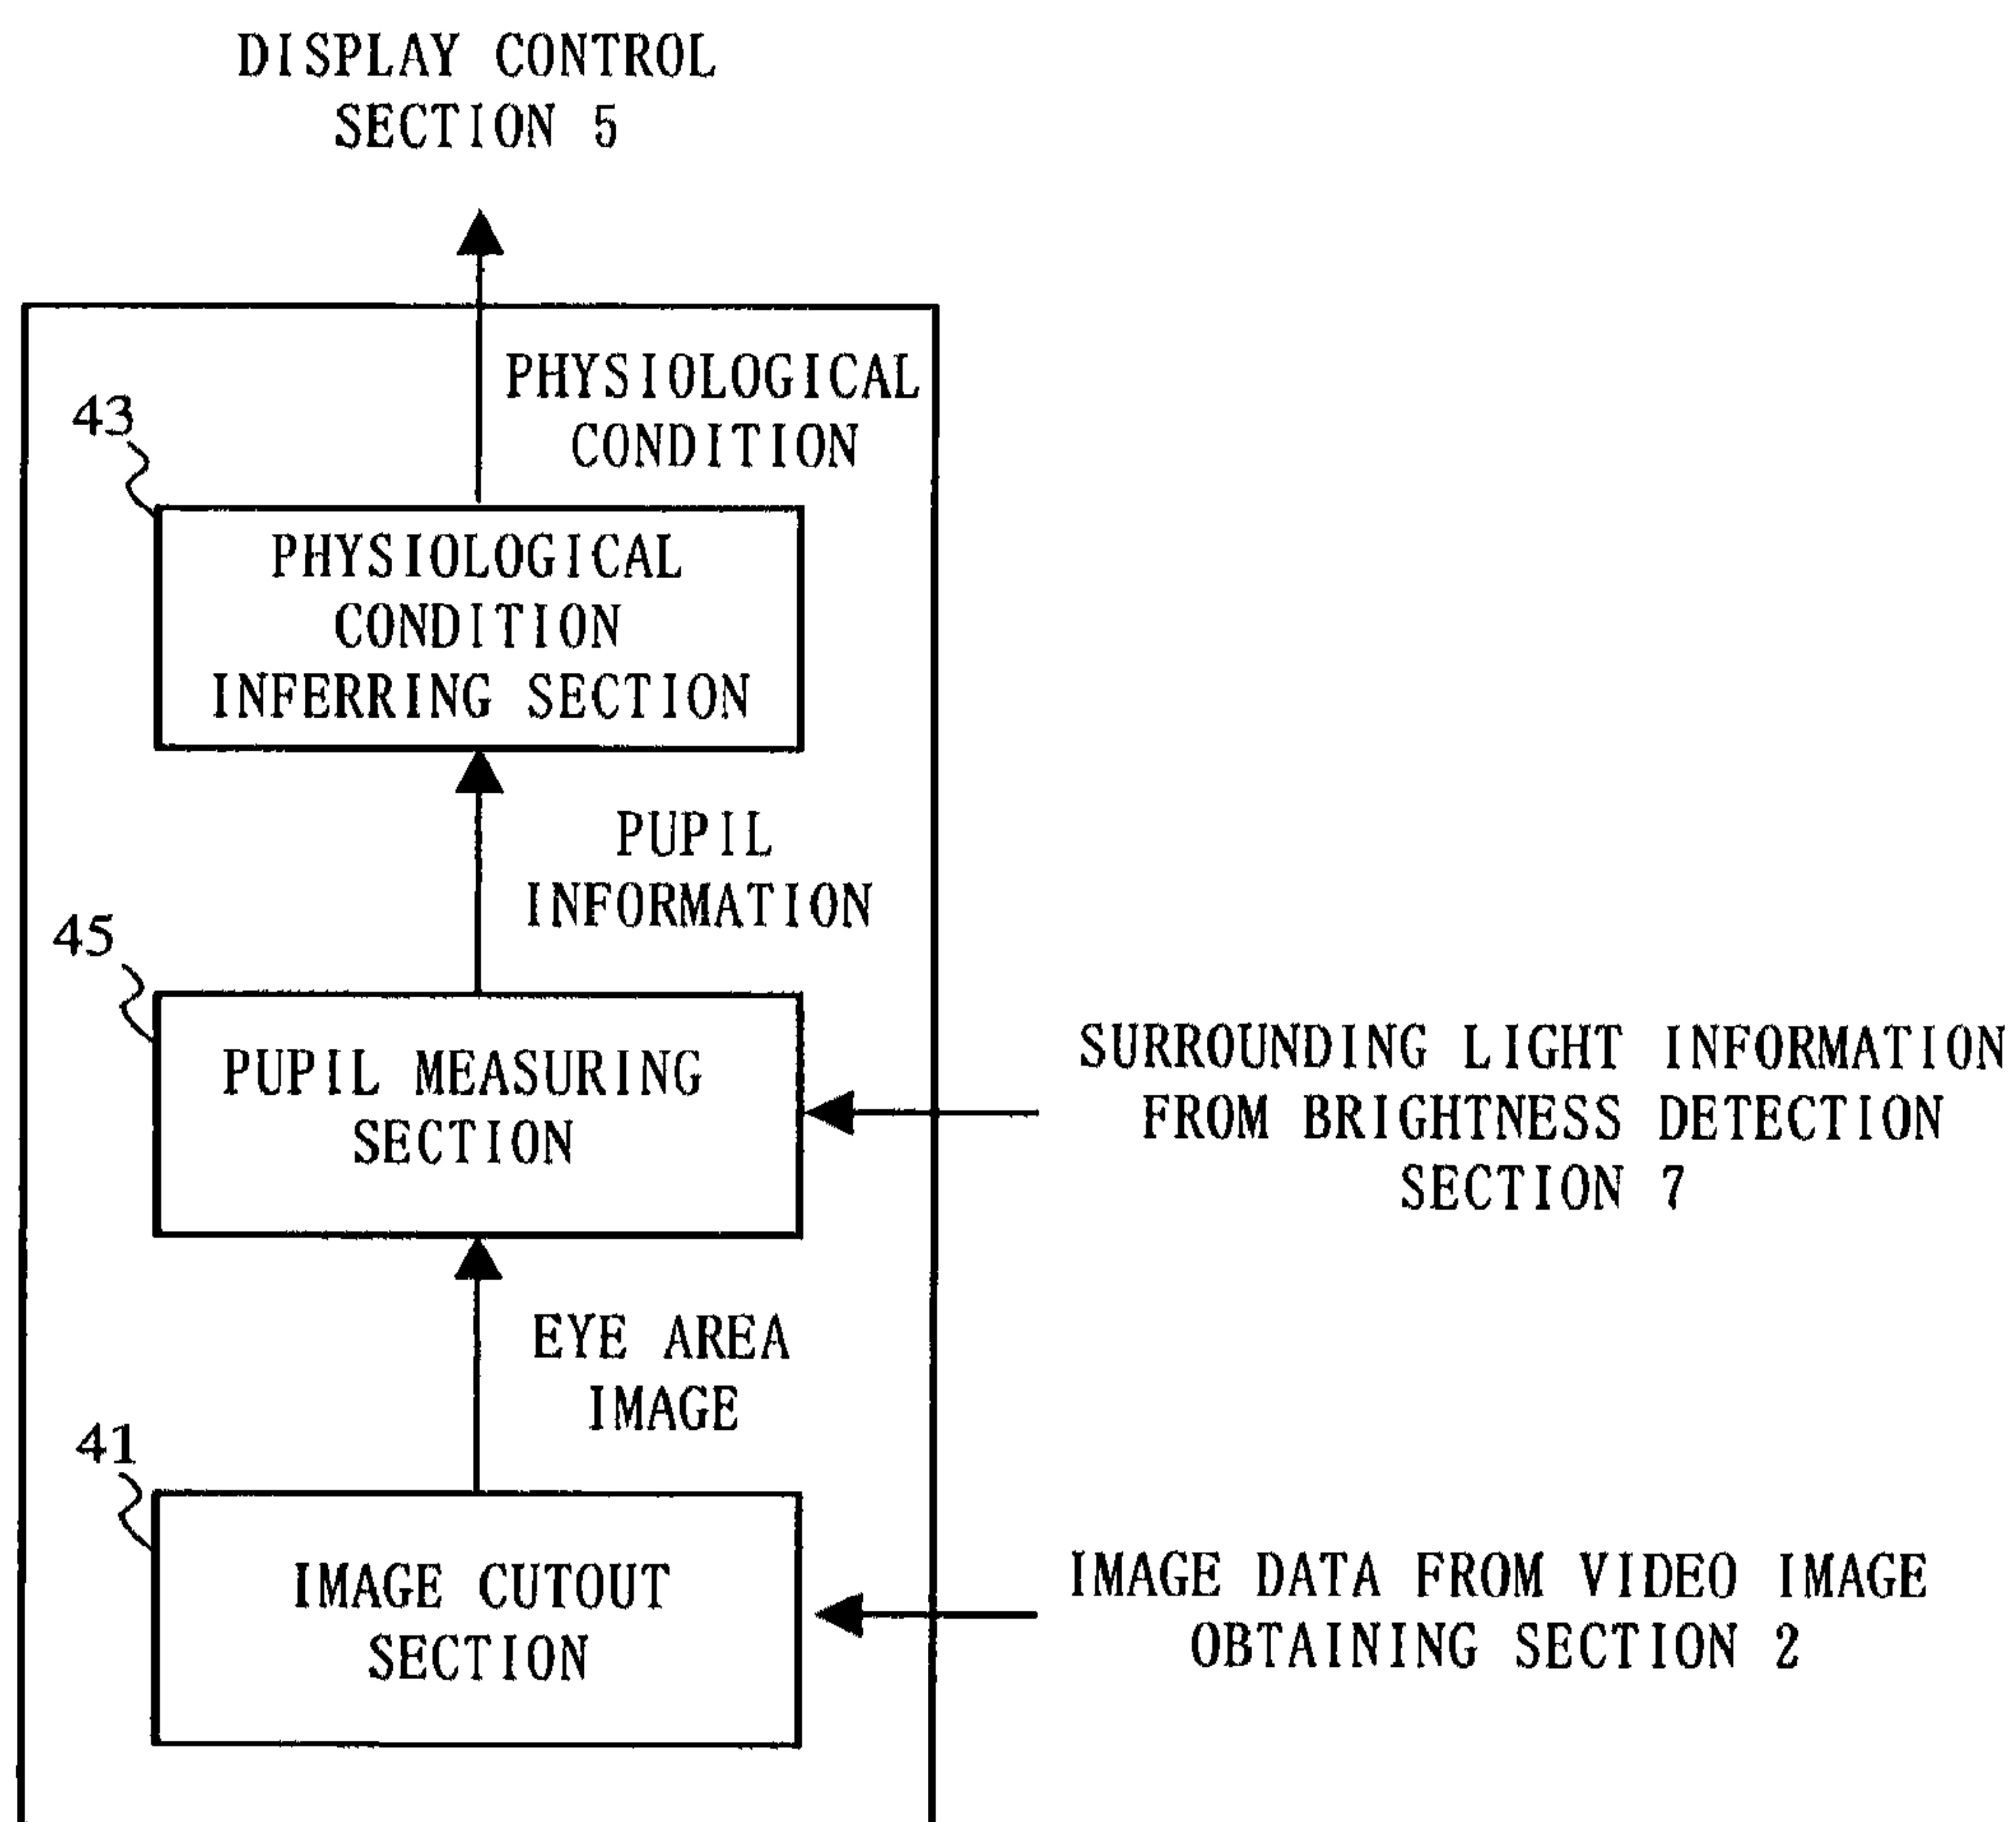 DISPLAY CONTROL
SECTION 5
PHYSIOLOGICAL
CONDITION
43
PHYSIOLOGICAL
CONDITION
INFERRING SECTION
PUPIL
INFORMATION
45
PUPIL MEASURING
SECTION
SURROUNDING LIGHT INFORMATION
FROM BRIGHTNESS DETECTION
SECTION 7
EYE AREA
IMAGE
41
IMAGE CUTOUT
SECTION
IMAGE DATA FROM VIDEO IMAGE
OBTAINING SECTION 2